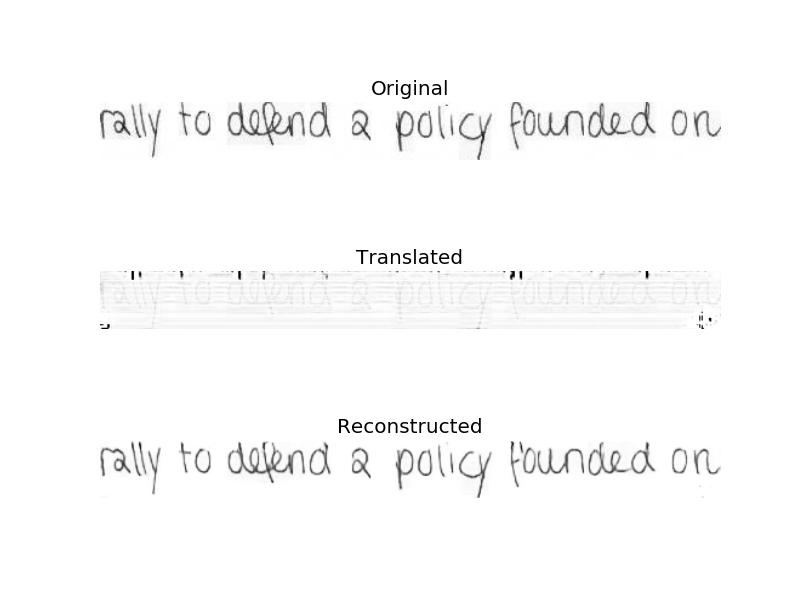 Original
rally to defend a policy founded on
Translated
rally to defend a policy founded on
Reconstructed
rally to defend a policy founded on